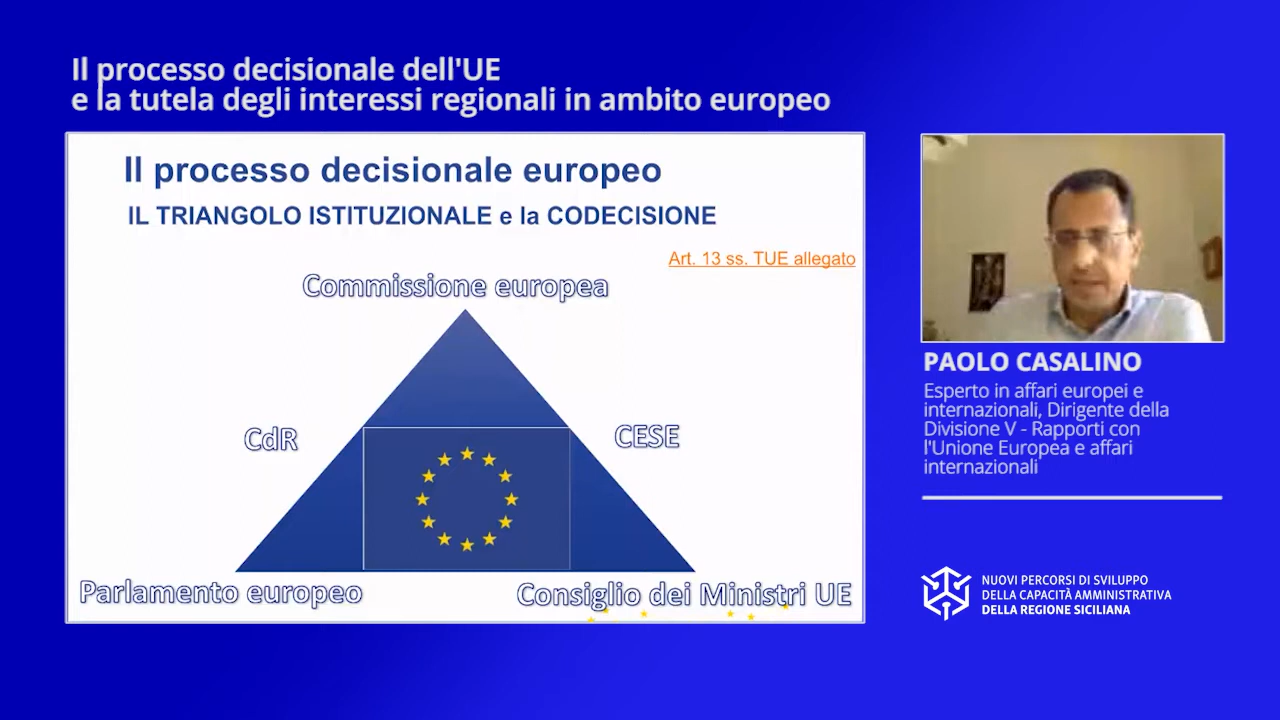 Il processo decisionale dell'UE
e la tutela degli interessi regionali in ambito europeo
Il processo decisionale europeo
IL TRIANGOLO ISTITUZIONALE e la CODECISIONE
Art. 13 ss. TUE allegato
Commissione europea
CdR
CESE
Parlamento europeo
Consiglio dei Ministri UE
PAOLO CASALINO
Esperto in affari europei e
internazionali, Dirigente della
Divisione V - Rapporti con
l'Unione Europea e affari
internazionali
NUOVI PERCORSI DI SVILUPPO
DELLA CAPACITÀ AMMINISTRATIVA
DELLA REGIONE SICILIANA